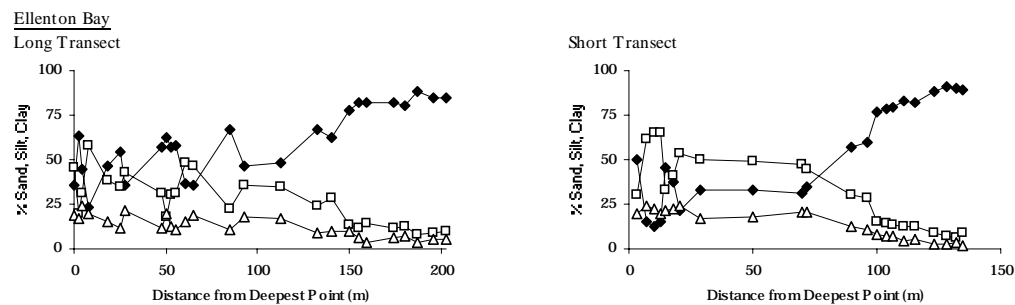 Ellenton Bay
Long Transect
Short Transect
100
75
50
25
0
% Sand, Silt, Clay
0
50
100
150
200
Distance from Deepest Point (m)
100
75
50
25
0
% Sand, Silt, Clay
0
50
100
150
Distance from Deepest Point (m)